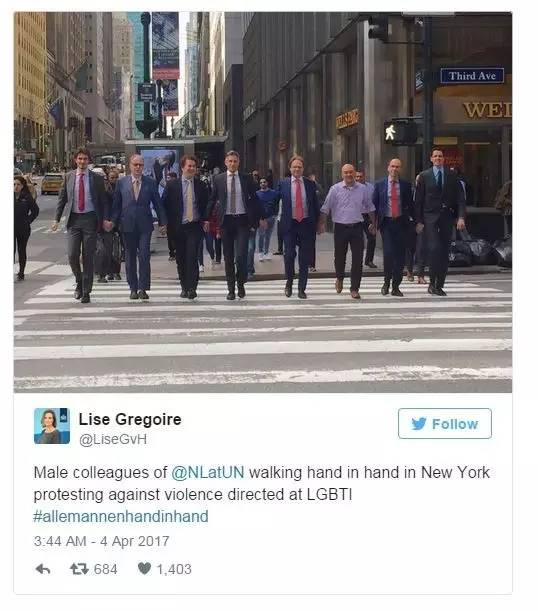 Third Ave
WEL
Lise Gregoire
@LiseGvH
Follow
Male colleagues of @NLatUN walking hand in hand in New York
protesting against violence directed at LGBTI
#allemannenhandinhand
3:44 AM - 4 Apr 2017
684
1,403